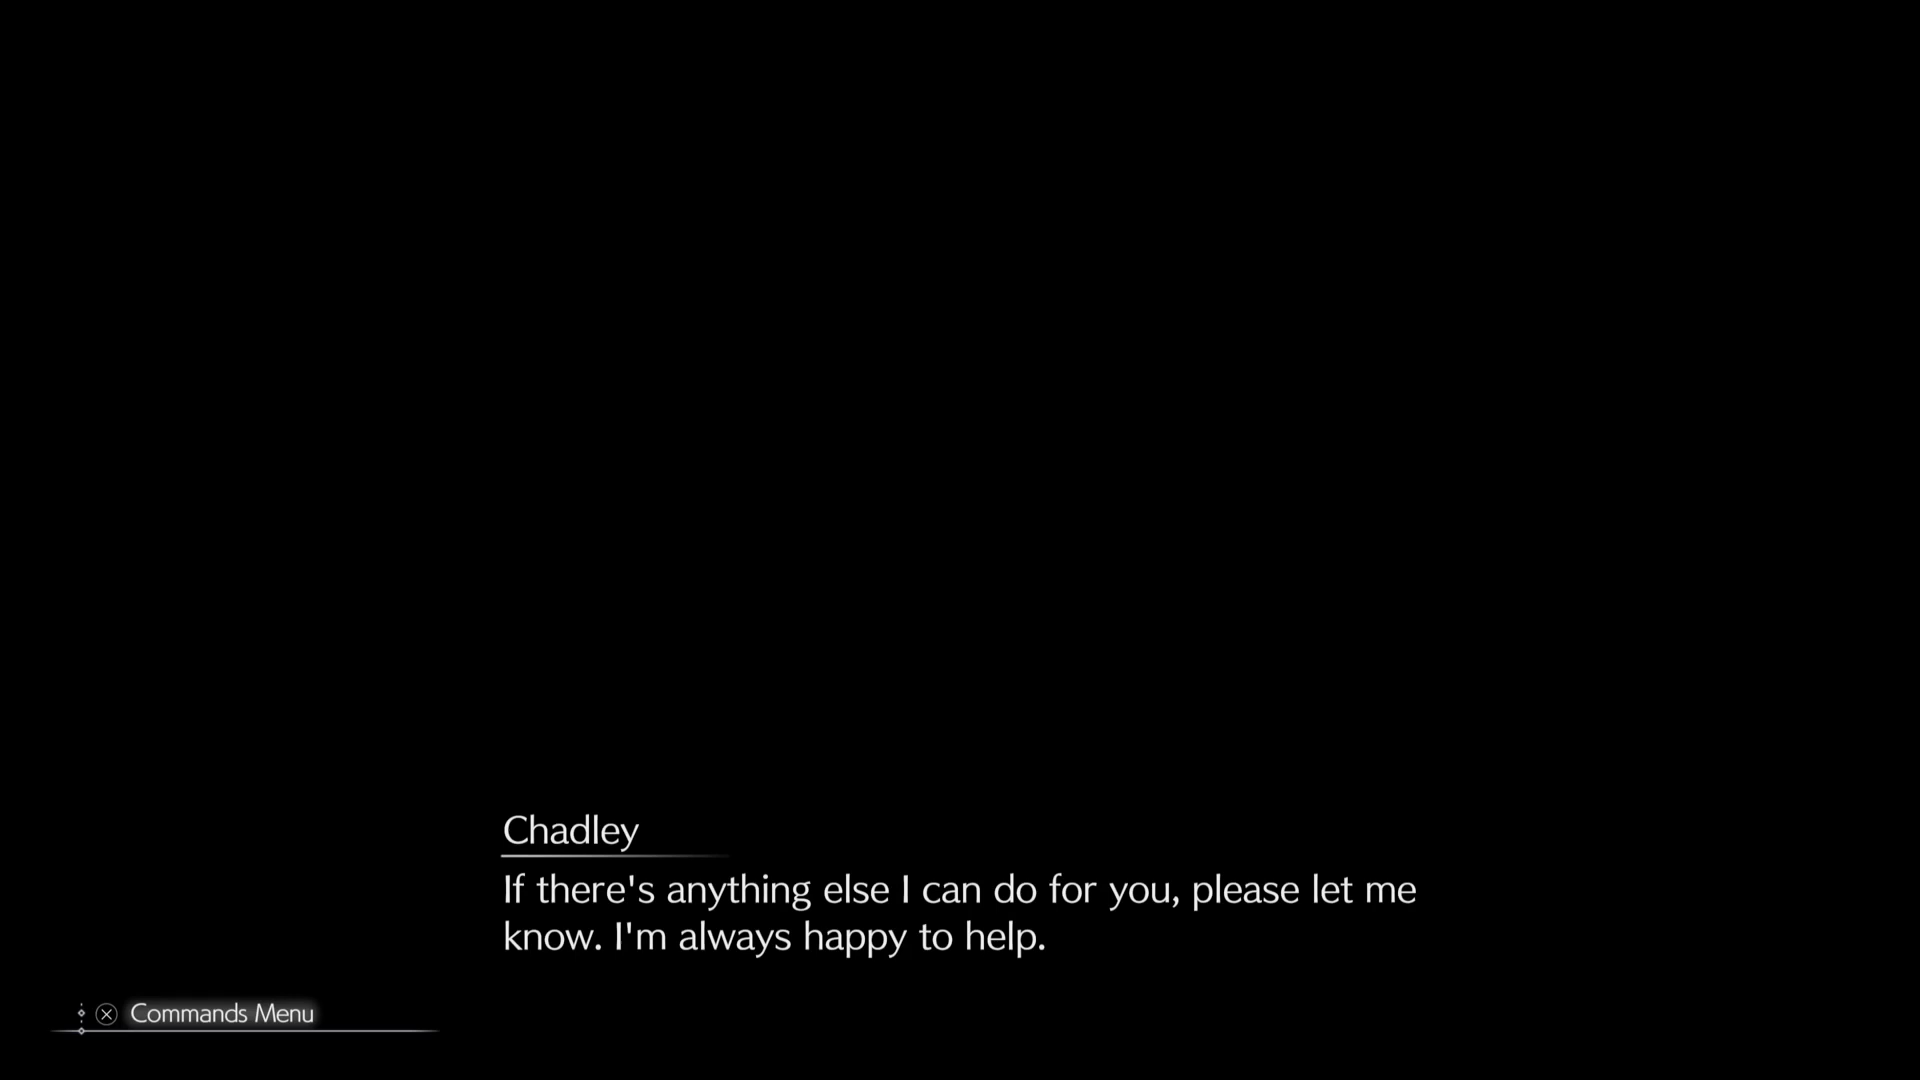 Chadley
If there's anything else I can do for you, please let me
know. I'm always happy to help.
Commands Menu